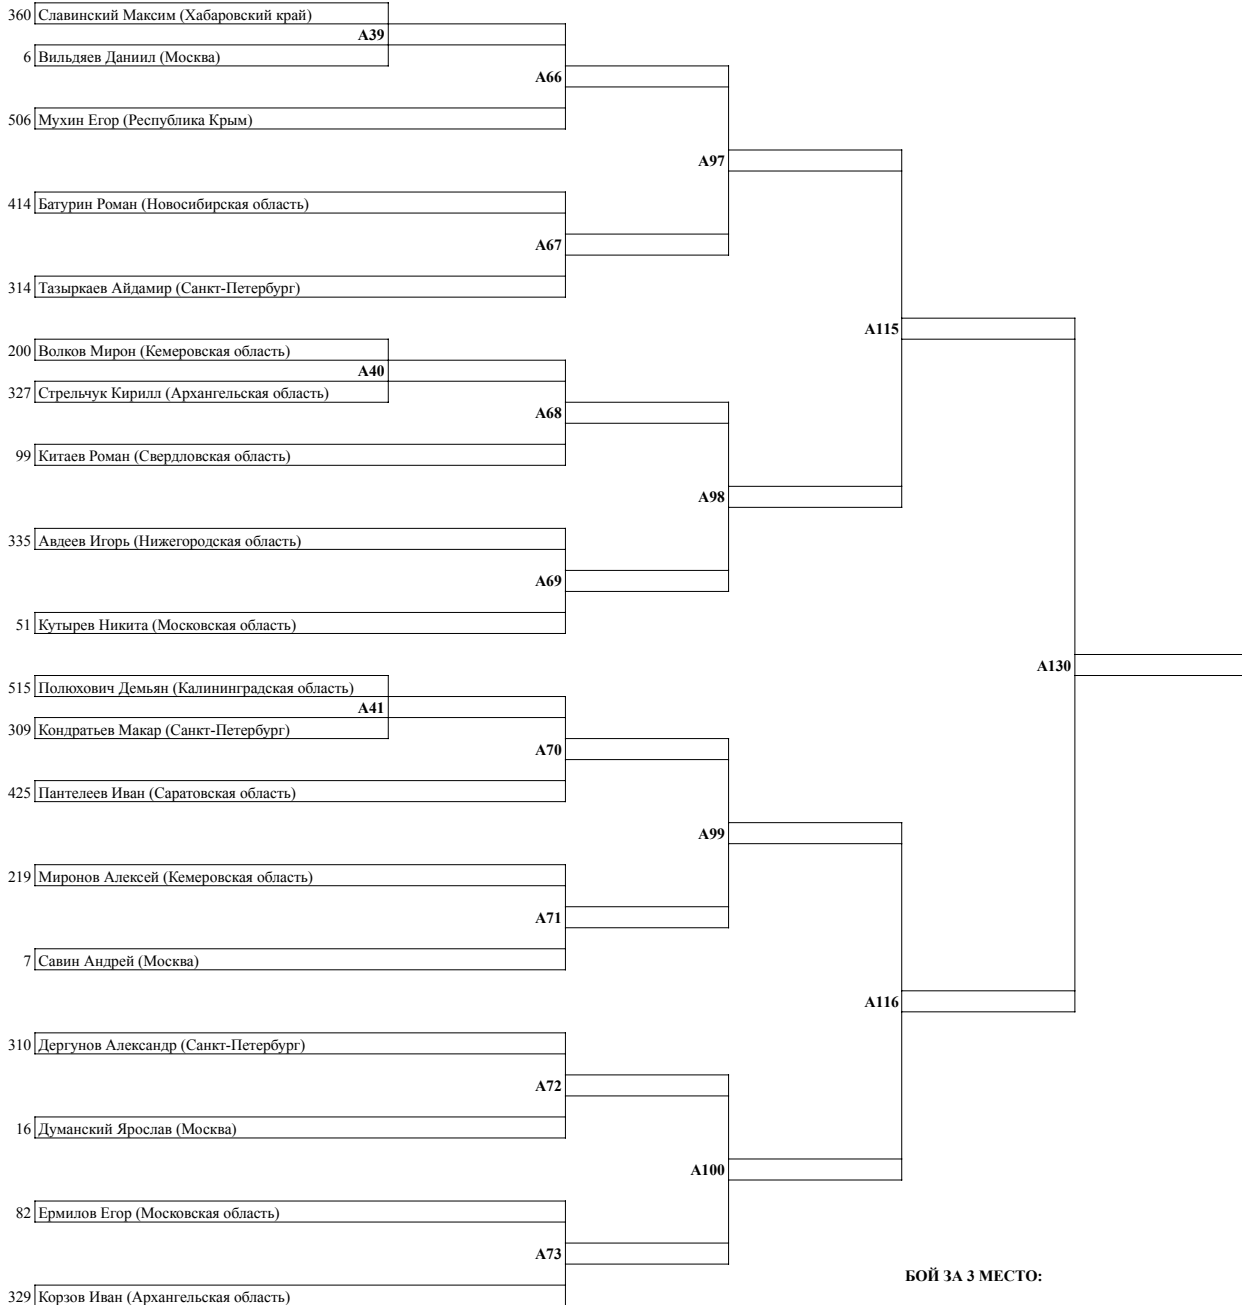 360 Славинский Максим (Хабаровский край)
A39
6 Вильдяев Даниил (Москва)
A66
506 Мухин Егор (Республика Крым)
A97
414 Батурин Роман (Новосибирская область)
A67
314 Тазыркаев Айдамир (Санкт-Петербург)
A115
200 Волков Мирон (Кемеровская область)
A40
327 Стрельчук Кирилл (Архангельская область)
A68
99 Китаев Роман (Свердловская область)
A98
335 Авдеев Игорь (Нижегородская область)
A69
51 Кутырев Никита (Московская область)
A130
515 Полюхович Демьян (Калининградская область)
A41
309 Кондратьев Макар (Санкт-Петербург)
A70
425 Пантелеев Иван (Саратовская область)
A99
219 Миронов Алексей (Кемеровская область)
A71
7 Савин Андрей (Москва)
A116
310 Дергунов Александр (Санкт-Петербург)
A72
16 Думанский Ярослав (Москва)
A100
82 Ермилов Егор (Московская область)
A73
БОЙ ЗА 3 МЕСТО:
329 Корзов Иван (Архангельская область)